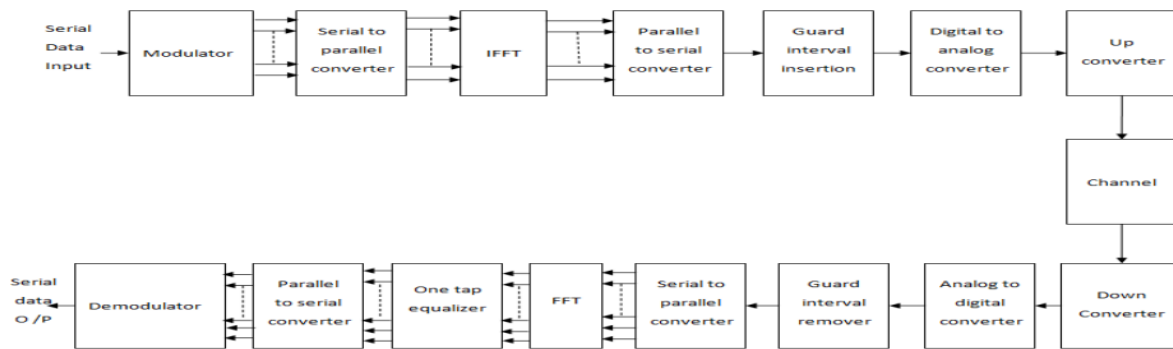 Serial
Data
Input
Modulator
Serial to
parallel
converter
IFFT
Parallel
to serial
converter
Guard
interval
insertion
Digital to
analog
converter
Up
converter
Channel
Serial
data
O /P
Demodulator
Parallel
to serial
converter
One tap
equalizer
FFT
Serial to
parallel
converter
Guard
interval
remover
Analog to
digital
converter
Down
Converter